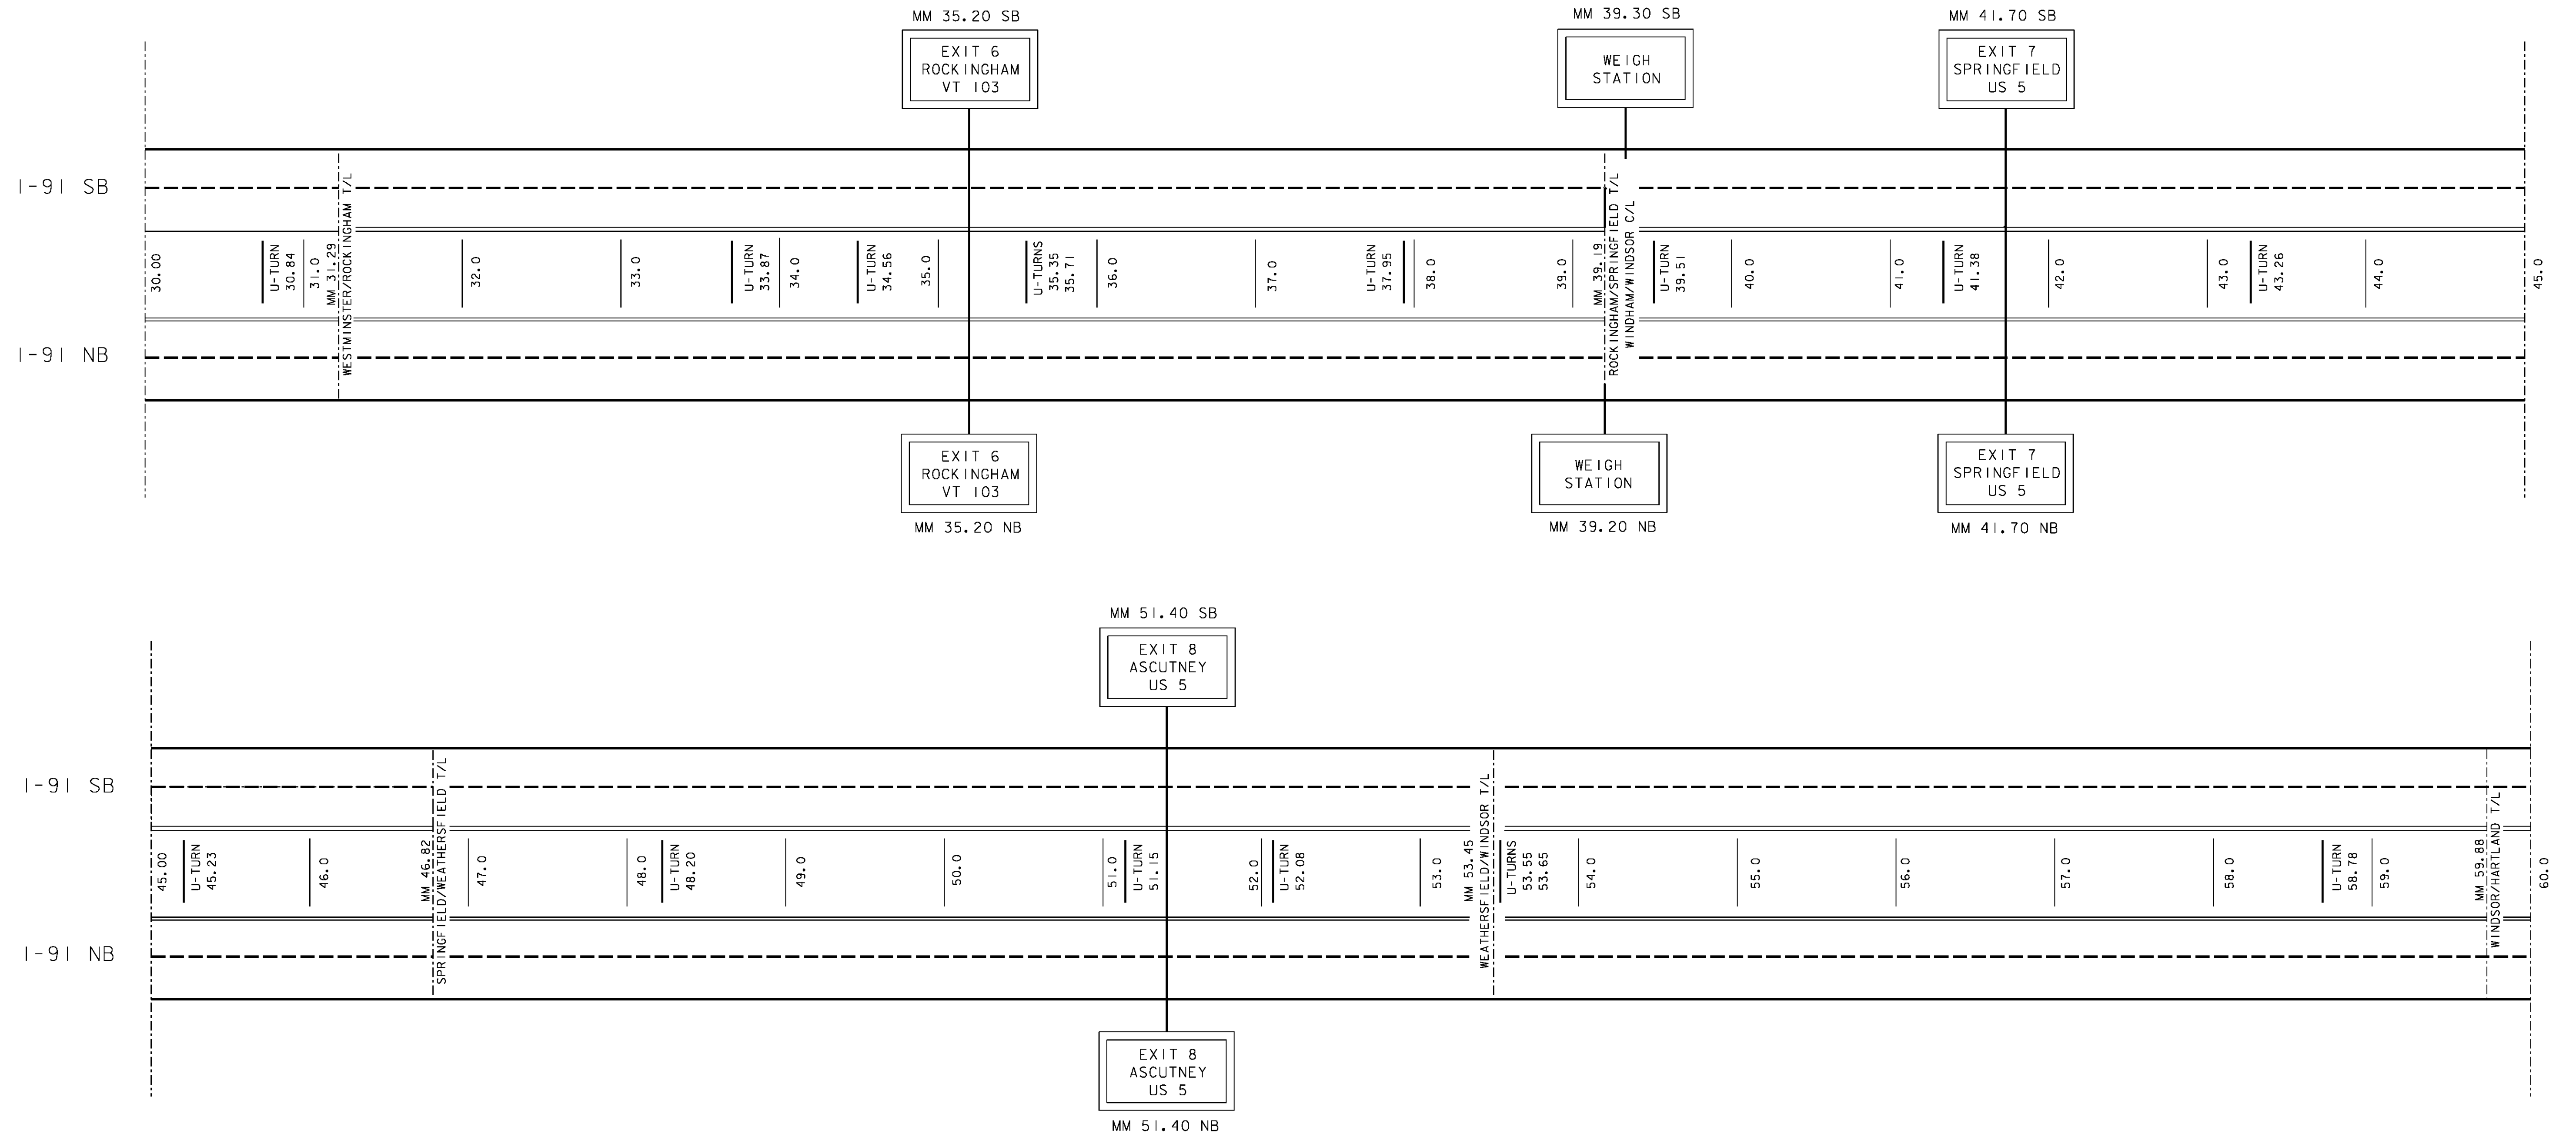 MM 35.20 SB
EXIT 6
ROCKINGHAM
VT 103
MM 39.30 SB
WEIGH
STATION
MM 41.70 SB
EXIT 7
SPRINGFIELD
US 5
I-91 SB
30.00
U-TURN
30.84
31.0
MM 31.29
WESTMINSTER/ROCKINGHAM T/L
32.0
33.0
U-TURN
33.87
34.0
U-TURN
34.56
35.0
U-TURNS
35.35
35.71
36.0
37.0
U-TURN
37.95
38.0
39.0
MM 39.19
ROCKINGHAM/SPRINGFIELD T/L
WINDHAM/WINDSOR C/L
U-TURN
39.51
40.0
41.0
U-TURN
41.38
42.0
43.0
U-TURN
43.26
44.0
45.0
I-91 NB
EXIT 6
ROCKINGHAM
VT 103
MM 35.20 NB
WEIGH
STATION
MM 39.20 NB
EXIT 7
SPRINGFIELD
US 5
MM 41.70 NB
MM 51.40 SB
EXIT 8
ASCUTNEY
US 5
I-91 SB
45.00
U-TURN
45.23
46.0
MM 46.82
SPRINGFIELD/WEATHERSFIELD T/L
47.0
48.0
U-TURN
48.20
49.0
50.0
51.0
U-TURN
51.15
52.0
U-TURN
52.08
53.0
MM 53.45
WEATHERSFIELD/WINDSOR T/L
U-TURNS
53.55
53.65
54.0
55.0
56.0
57.0
58.0
U-TURN
58.78
59.0
MM 59.88
WINDSOR/HARTLAND T/L
60.0
I-91 NB
EXIT 8
ASCUTNEY
US 5
MM 51.40 NB